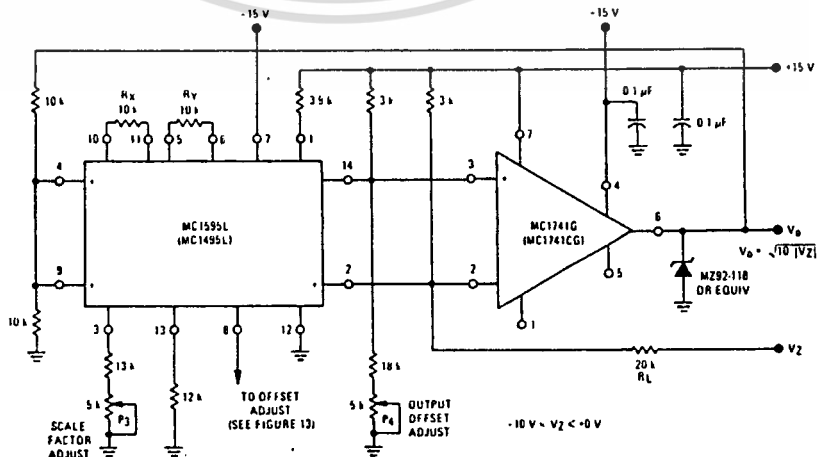 -15 V
-15 V
+15 V
10 k
RX
10 k
RY
10 k
3.9 k
3 k
3 k
0.1 µF
0.1 µF
10
11
5
6
7
1
7
4
4
14
3
+
+
MC1595L
(MC1495L)
MC1741G
(MC1741CG)
6
Vo
Vo = √10 |VZ|
5
MZ92-11B
OR EQUIV
9
2
2
10 k
1
3
13
8
12
13 k
18 k
20 k
RL
VZ
5 k
P3
12 k
TO OFFSET
ADJUST
(SEE FIGURE 13)
5 k
P4
OUTPUT
OFFSET
ADJUST
-10 V < VZ < +0 V
SCALE
FACTOR
ADJUST